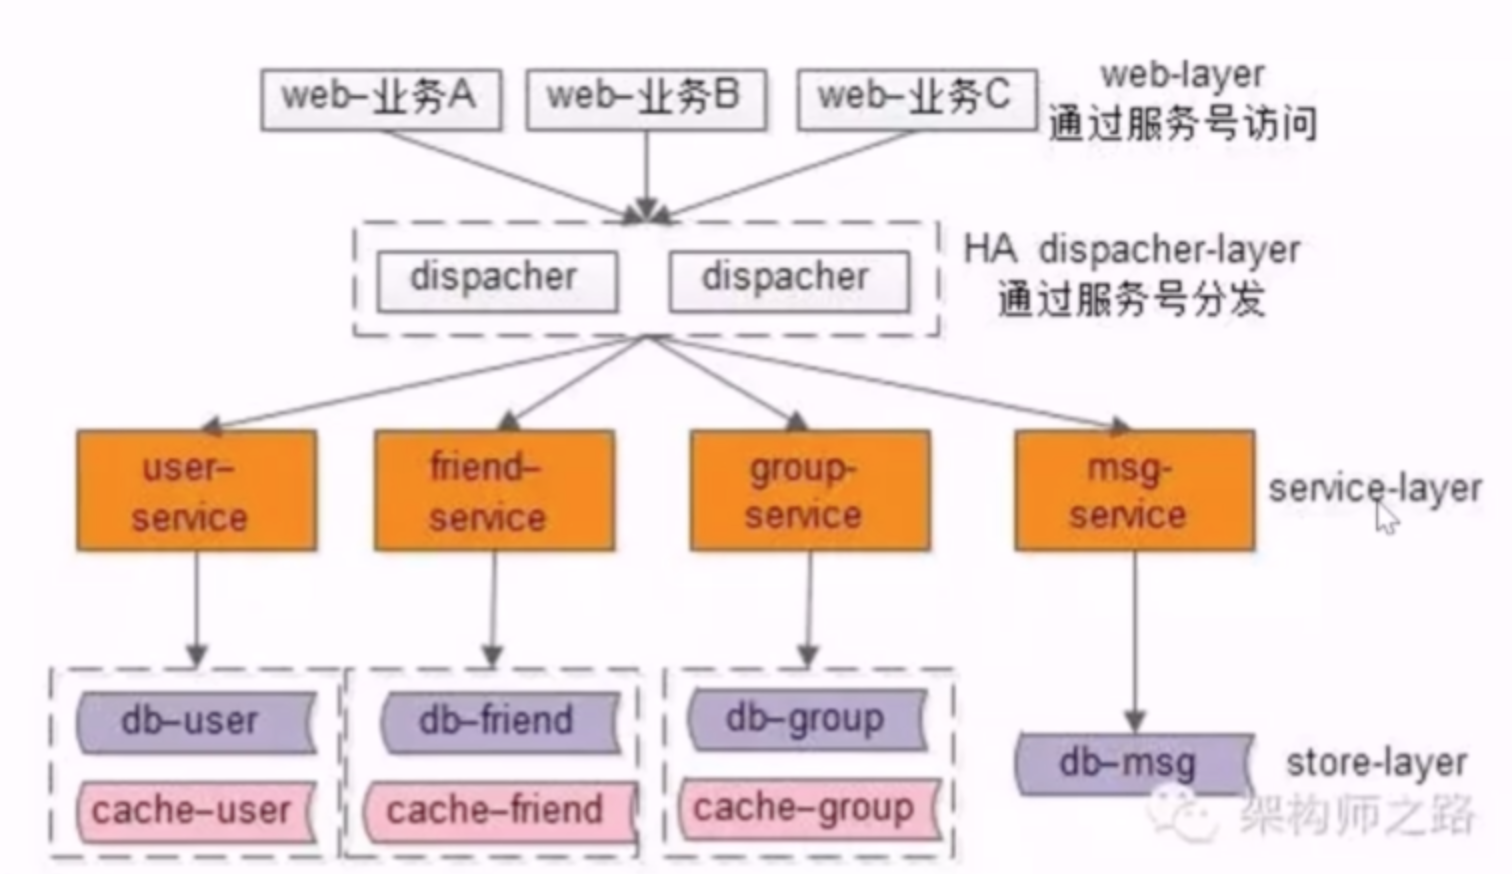 web-业务A
web-业务B
web-业务C
web-layer
通过服务号访问
dispacher
dispacher
HA dispacher-layer
通过服务号分发
user-
service
friend-
service
group-
service
msg-
service
service-layer
db-user
db-friend
db-group
db-msg
store-layer
cache-user
cache-friend
cache-group
架构师之路